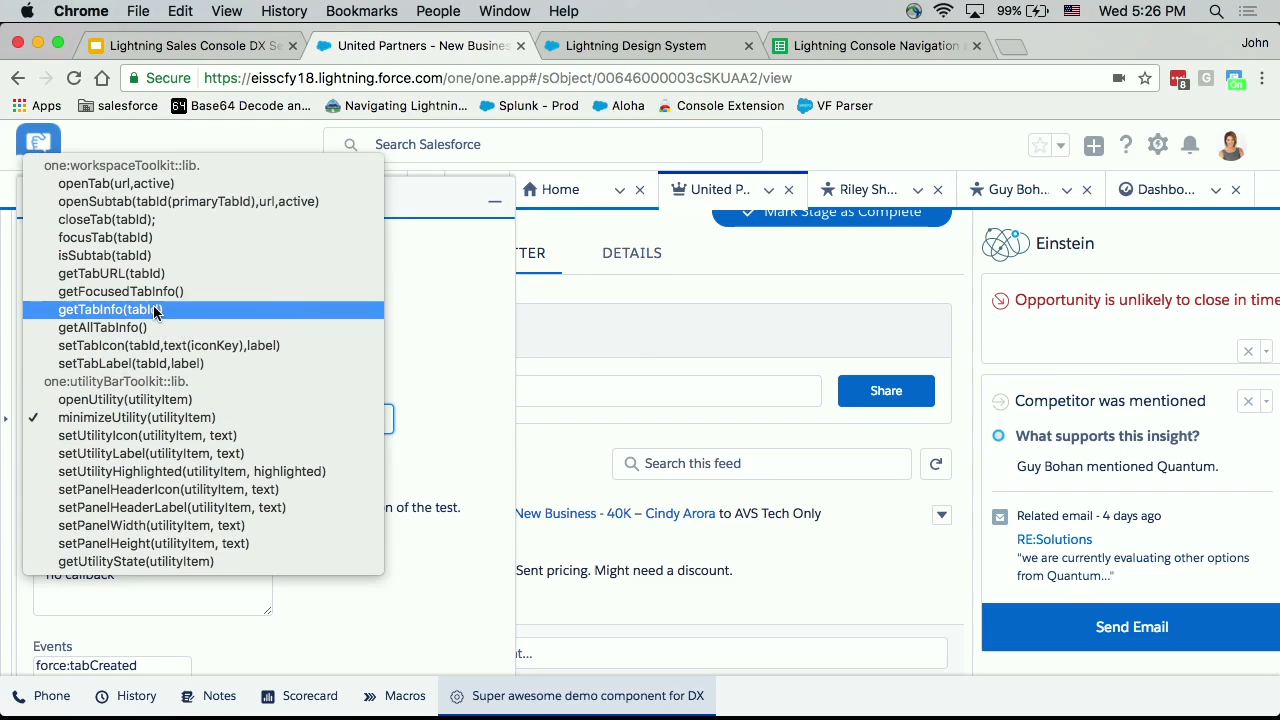 Chrome File Edit View History Bookmarks People Window Help 99% Wed 5:26 PM
Lightning Sales Console DX Se United Partners - New Busines Lightning Design System Lightning Console Navigation John
Secure https://eisscfy18.lightning.force.com/one/one.app#/sObject/00646000003cSKUAA2/view 8 On
Apps salesforce 64 Base64 Decode an... Navigating Lightnin... Splunk - Prod Aloha Console Extension VF Parser
Search Salesforce
Home United P... Riley Sh... Guy Boh... Dashbo...
one:workspaceToolkit::lib.
openTab(url,active)
openSubtab(tabId(primaryTabId),url,active)
closeTab(tabId);
focusTab(tabId)
isSubtab(tabId)
getTabURL(tabId)
getFocusedTabInfo()
getTabInfo(tabId)
getAllTabInfo()
setTabIcon(tabId,text(iconKey),label)
setTabLabel(tabId,label)
one:utilityBarToolkit::lib.
openUtility(utilityItem)
minimizeUtility(utilityItem)
setUtilityIcon(utilityItem, text)
setUtilityLabel(utilityItem, text)
setUtilityHighlighted(utilityItem, highlighted)
setPanelHeaderIcon(utilityItem, text)
setPanelHeaderLabel(utilityItem, text)
setPanelWidth(utilityItem, text)
setPanelHeight(utilityItem, text)
getUtilityState(utilityItem)
n of the test.
no callback
Events
force:tabCreated
Mark Stage as Complete
TTER DETAILS
Share
Search this feed
New Business - 40K – Cindy Arora to AVS Tech Only
Sent pricing. Might need a discount.
t...
Einstein
Opportunity is unlikely to close in time
Competitor was mentioned
What supports this insight?
Guy Bohan mentioned Quantum.
Related email - 4 days ago
RE:Solutions
"we are currently evaluating other options
from Quantum..."
Send Email
Phone History Notes Scorecard Macros Super awesome demo component for DX